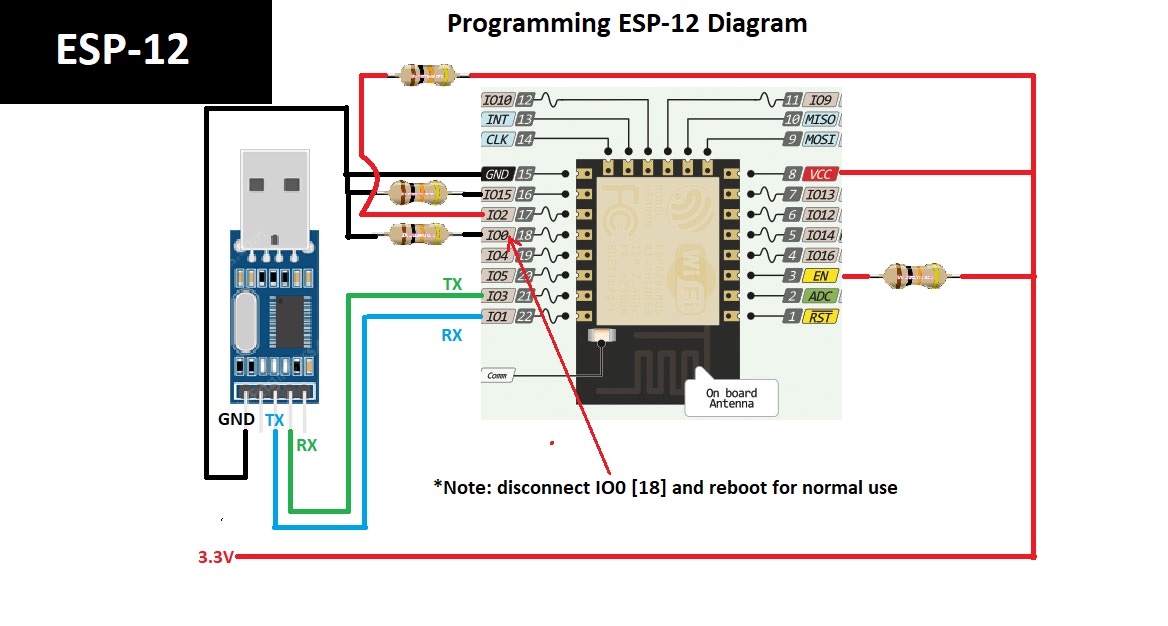 ESP-12
Programming ESP-12 Diagram
IO10 12
INT 13
CLK 14
11 IO9
10 MISO
9 MOSI
GND 15
IO15 16
IO2 17
IO0 18
IO4 19
IO5 20
IO3 21
IO1 22
8 VCC
7 IO13
6 IO12
5 IO14
4 IO16
3 EN
2 ADC
1 RST
FCC
WiFi
TX
RX
Comm
On board
Antenna
GND TX
RX
*Note: disconnect IO0 [18] and reboot for normal use
3.3V